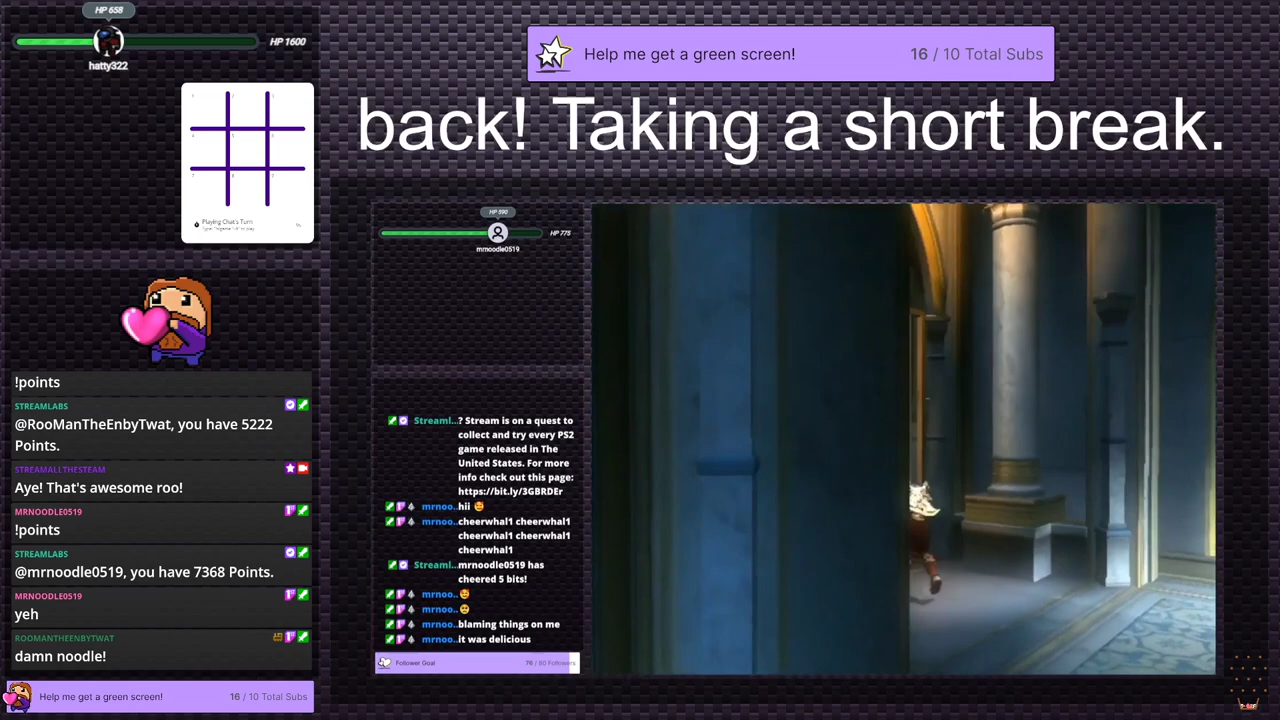 HP 658
HP 1600
hatty322
Help me get a green screen!
16 / 10 Total Subs
back! Taking a short break.
Playing Chat's Turn
!points
STREAMLABS
@RooManTheEnbyTwat, you have 5222
Points.
STREAMALLTHESTEAM
Aye! That's awesome roo!
MRNOODLE0519
!points
STREAMLABS
@mrnoodle0519, you have 7368 Points.
MRNOODLE0519
yeh
ROOMANTHEENBYTWAT
damn noodle!
Help me get a green screen!
16 / 10 Total Subs
HP 590
HP 775
mrnoodle0519
Streaml.. ? Stream is on a quest to
collect and try every PS2
game released in The
United States. For more
info check out this page:
https://bit.ly/3GBRDEr
mrnoo.. hii 🥰
mrnoo.. cheerwhal1 cheerwhal1
cheerwhal1 cheerwhal1
cheerwhal1
Streaml.. mrnoodle0519 has
cheered 5 bits!
mrnoo..
mrnoo..
mrnoo.. blaming things on me
mrnoo.. it was delicious
Follower Goal
76 / 80 Followers